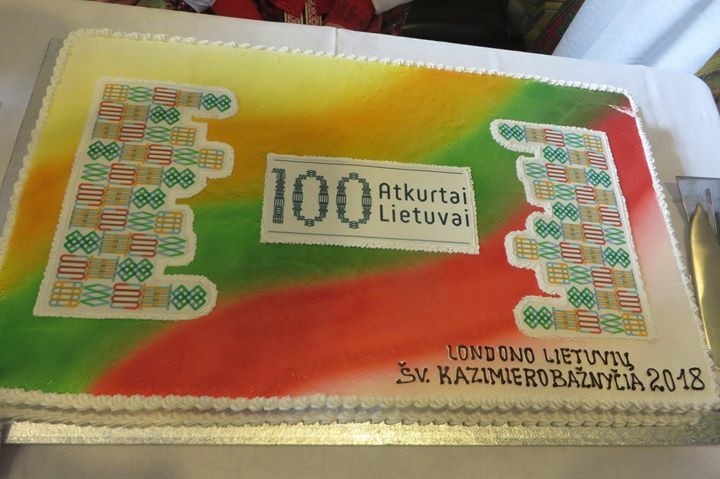 100 Atkurtai
Lietuvai
LONDONO LIETUVIŲ
ŠV. KAZIMIERO BAŽNYČIA 2018